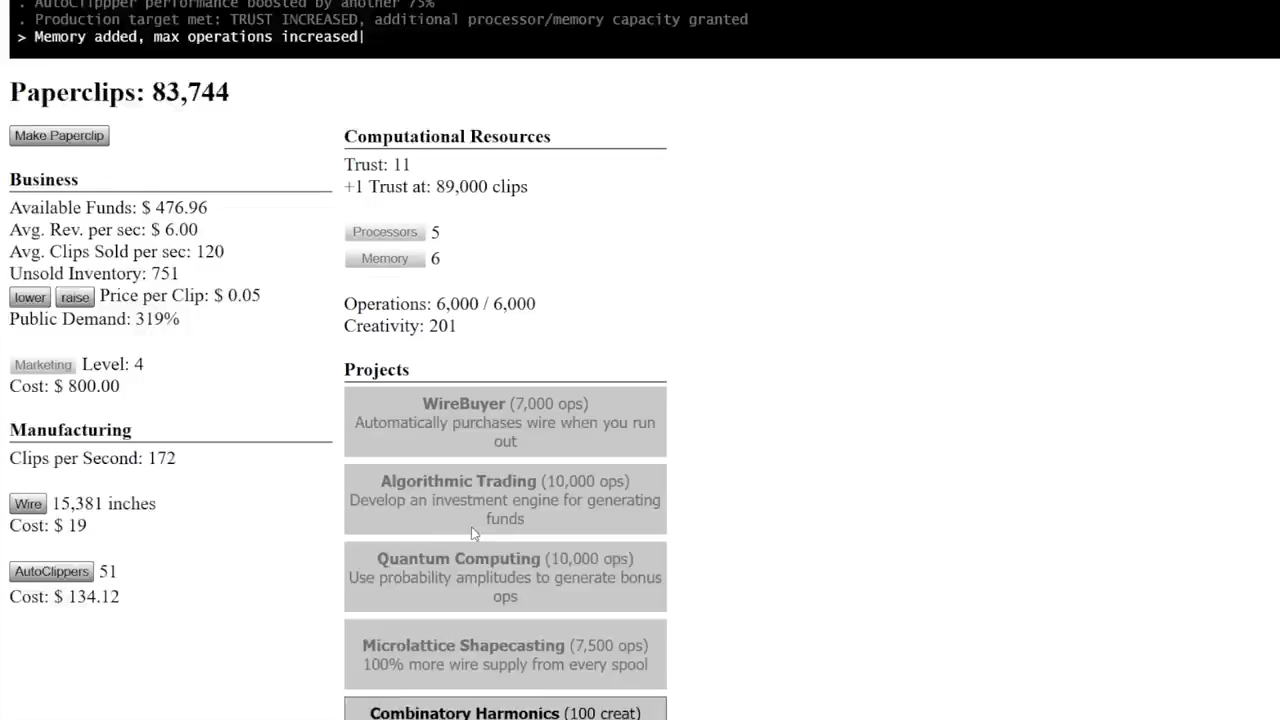 . AutoClippper performance boosted by another 75%
. Production target met: TRUST INCREASED, additional processor/memory capacity granted
> Memory added, max operations increased|
Paperclips: 83,744
Make Paperclip
Business
Available Funds: $ 476.96
Avg. Rev. per sec: $ 6.00
Avg. Clips Sold per sec: 120
Unsold Inventory: 751
lower raise Price per Clip: $ 0.05
Public Demand: 319%
Marketing Level: 4
Cost: $ 800.00
Manufacturing
Clips per Second: 172
Wire 15,381 inches
Cost: $ 19
AutoClippers 51
Cost: $ 134.12
Computational Resources
Trust: 11
+1 Trust at: 89,000 clips
Processors 5
Memory 6
Operations: 6,000 / 6,000
Creativity: 201
Projects
WireBuyer (7,000 ops)
Automatically purchases wire when you run
out
Algorithmic Trading (10,000 ops)
Develop an investment engine for generating
funds
Quantum Computing (10,000 ops)
Use probability amplitudes to generate bonus
ops
Microlattice Shapecasting (7,500 ops)
100% more wire supply from every spool
Combinatory Harmonics (100 creat)